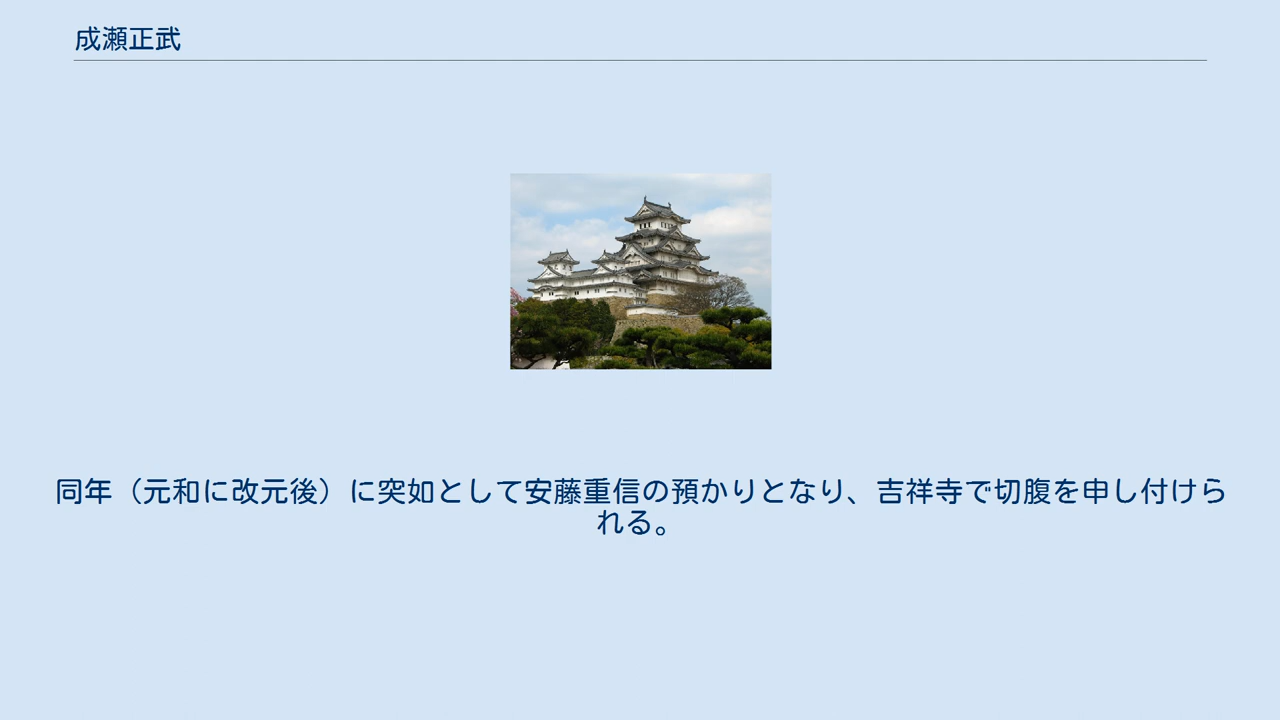 成瀬正武
同年（元和に改元後）に突如として安藤重信の預かりとなり、吉祥寺で切腹を申し付けら
れる。